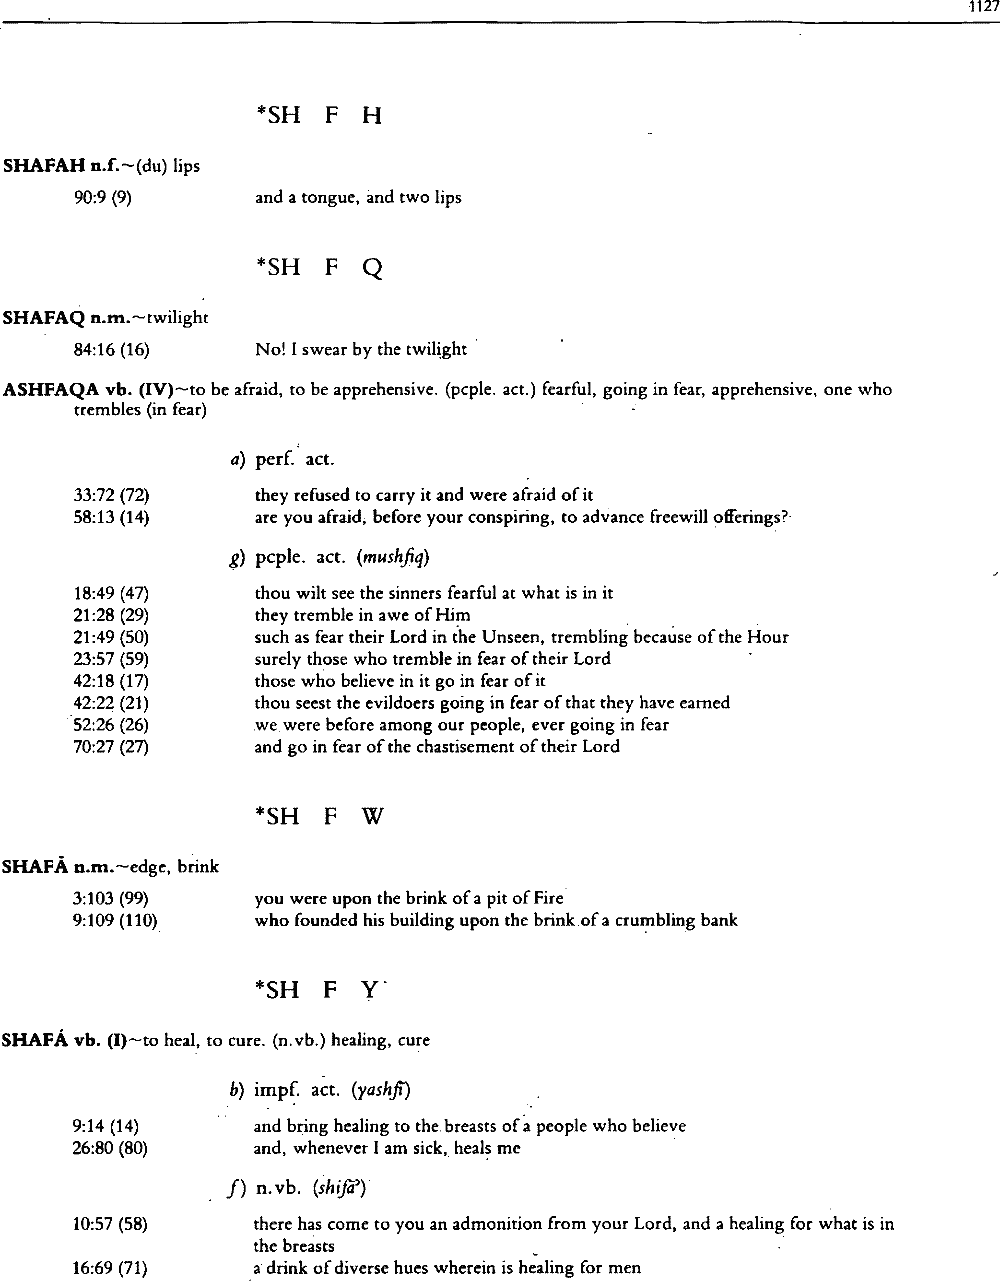 1127
*SH F H
SHAFAH n.f.~(du) lips
90:9 (9) and a tongue, and two lips
*SH F Q
SHAFAQ n.m.~twilight
84:16 (16) No! I swear by the twilight
ASHFAQA vb. (IV)~to be afraid, to be apprehensive. (pcple. act.) fearful, going in fear, apprehensive, one who
trembles (in fear)
a) perf. act.
33:72 (72) they refused to carry it and were afraid of it
58:13 (14) are you afraid, before your conspiring, to advance freewill offerings?
g) pcple. act. (mushfiq)
18:49 (47) thou wilt see the sinners fearful at what is in it
21:28 (29) they tremble in awe of Him
21:49 (50) such as fear their Lord in the Unseen, trembling because of the Hour
23:57 (59) surely those who tremble in fear of their Lord
42:18 (17) those who believe in it go in fear of it
42:22 (21) thou seest the evildoers going in fear of that they have earned
52:26 (26) we were before among our people, ever going in fear
70:27 (27) and go in fear of the chastisement of their Lord
*SH F W
SHAFĀ n.m.~edge, brink
3:103 (99) you were upon the brink of a pit of Fire
9:109 (110) who founded his building upon the brink of a crumbling bank
*SH F Y
SHAFÁ vb. (I)~to heal, to cure. (n.vb.) healing, cure
b) impf. act. (yashfī)
9:14 (14) and bring healing to the breasts of a people who believe
26:80 (80) and, whenever I am sick, heals me
f) n.vb. (shifāʾ)
10:57 (58) there has come to you an admonition from your Lord, and a healing for what is in
the breasts
16:69 (71) a drink of diverse hues wherein is healing for men